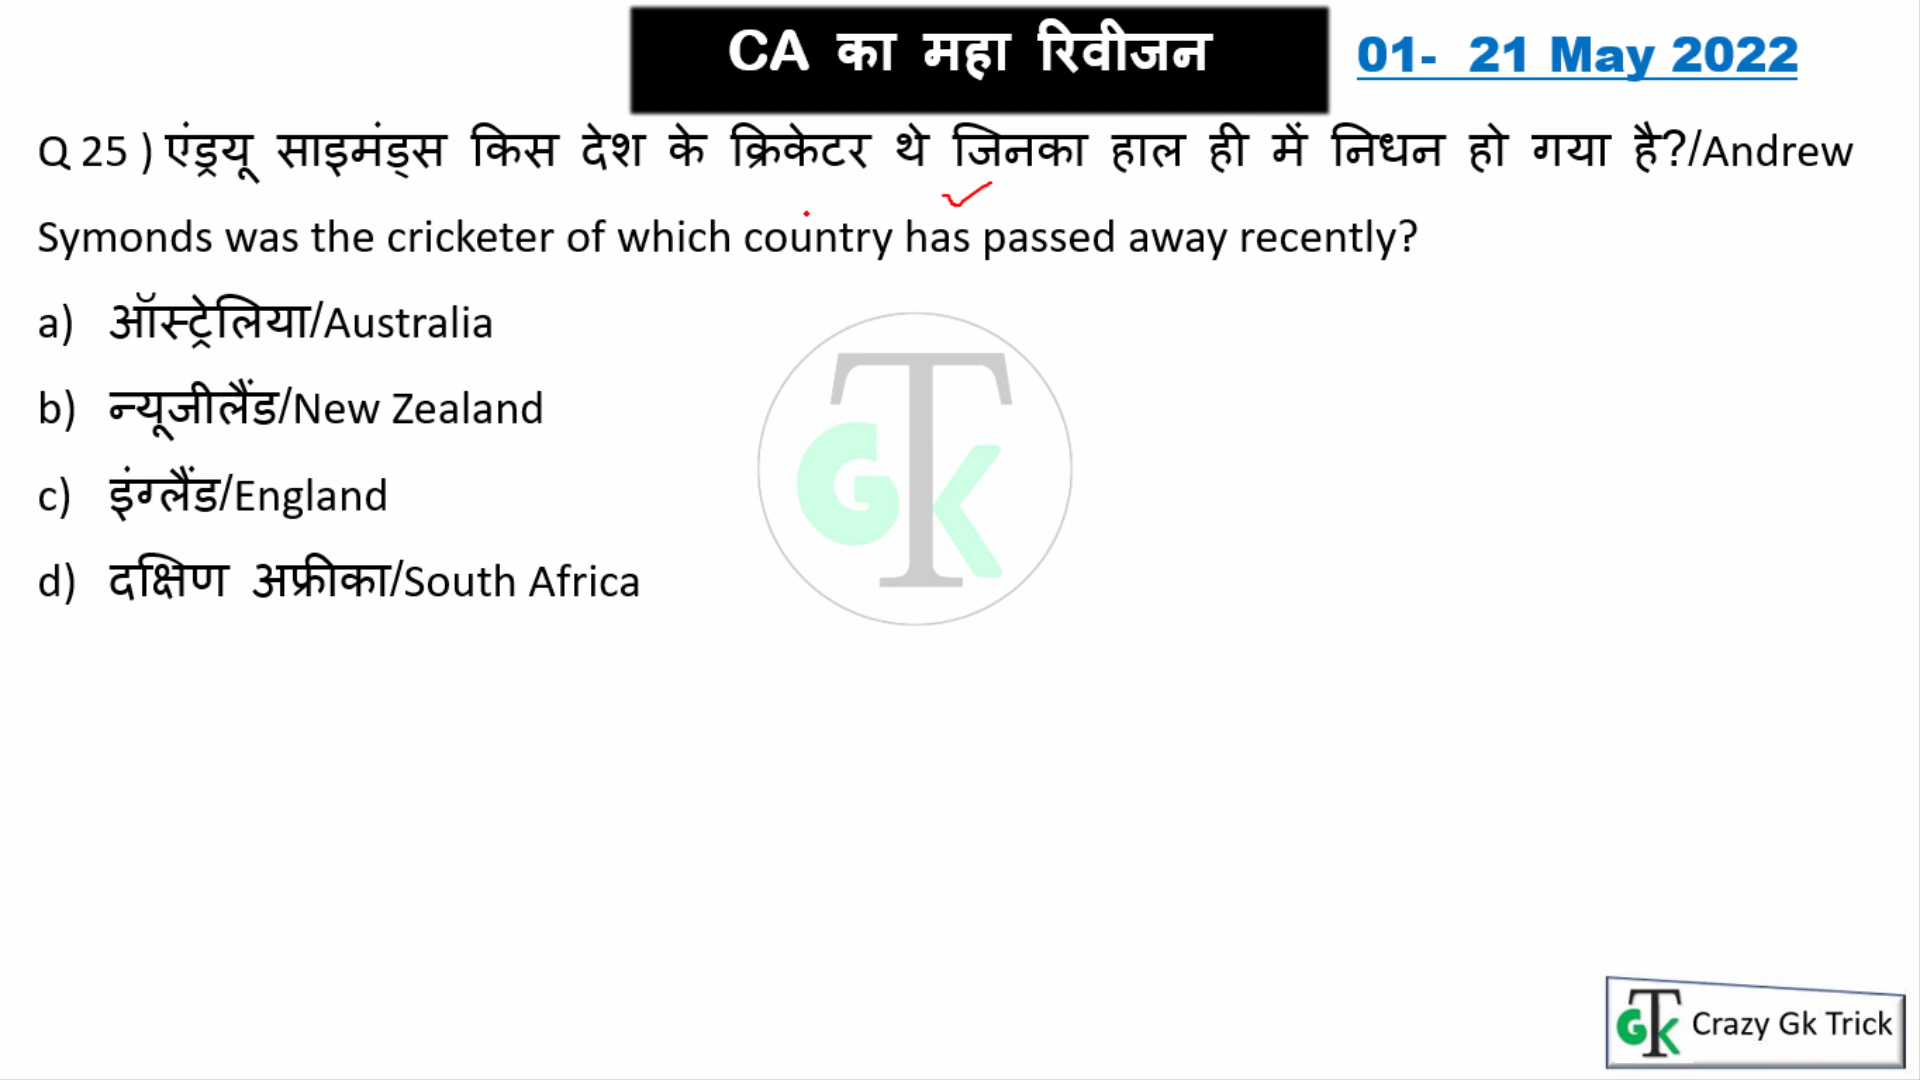 CA का महा रिवीजन
01- 21 May 2022
Q 25 ) एंड्रयू साइमंड्स किस देश के क्रिकेटर थे जिनका हाल ही में निधन हो गया है?/Andrew
Symonds was the cricketer of which country has passed away recently?
a) ऑस्ट्रेलिया/Australia
b) न्यूजीलैंड/New Zealand
c) इंग्लैंड/England
d) दक्षिण अफ्रीका/South Africa
GTK
GTK Crazy Gk Trick